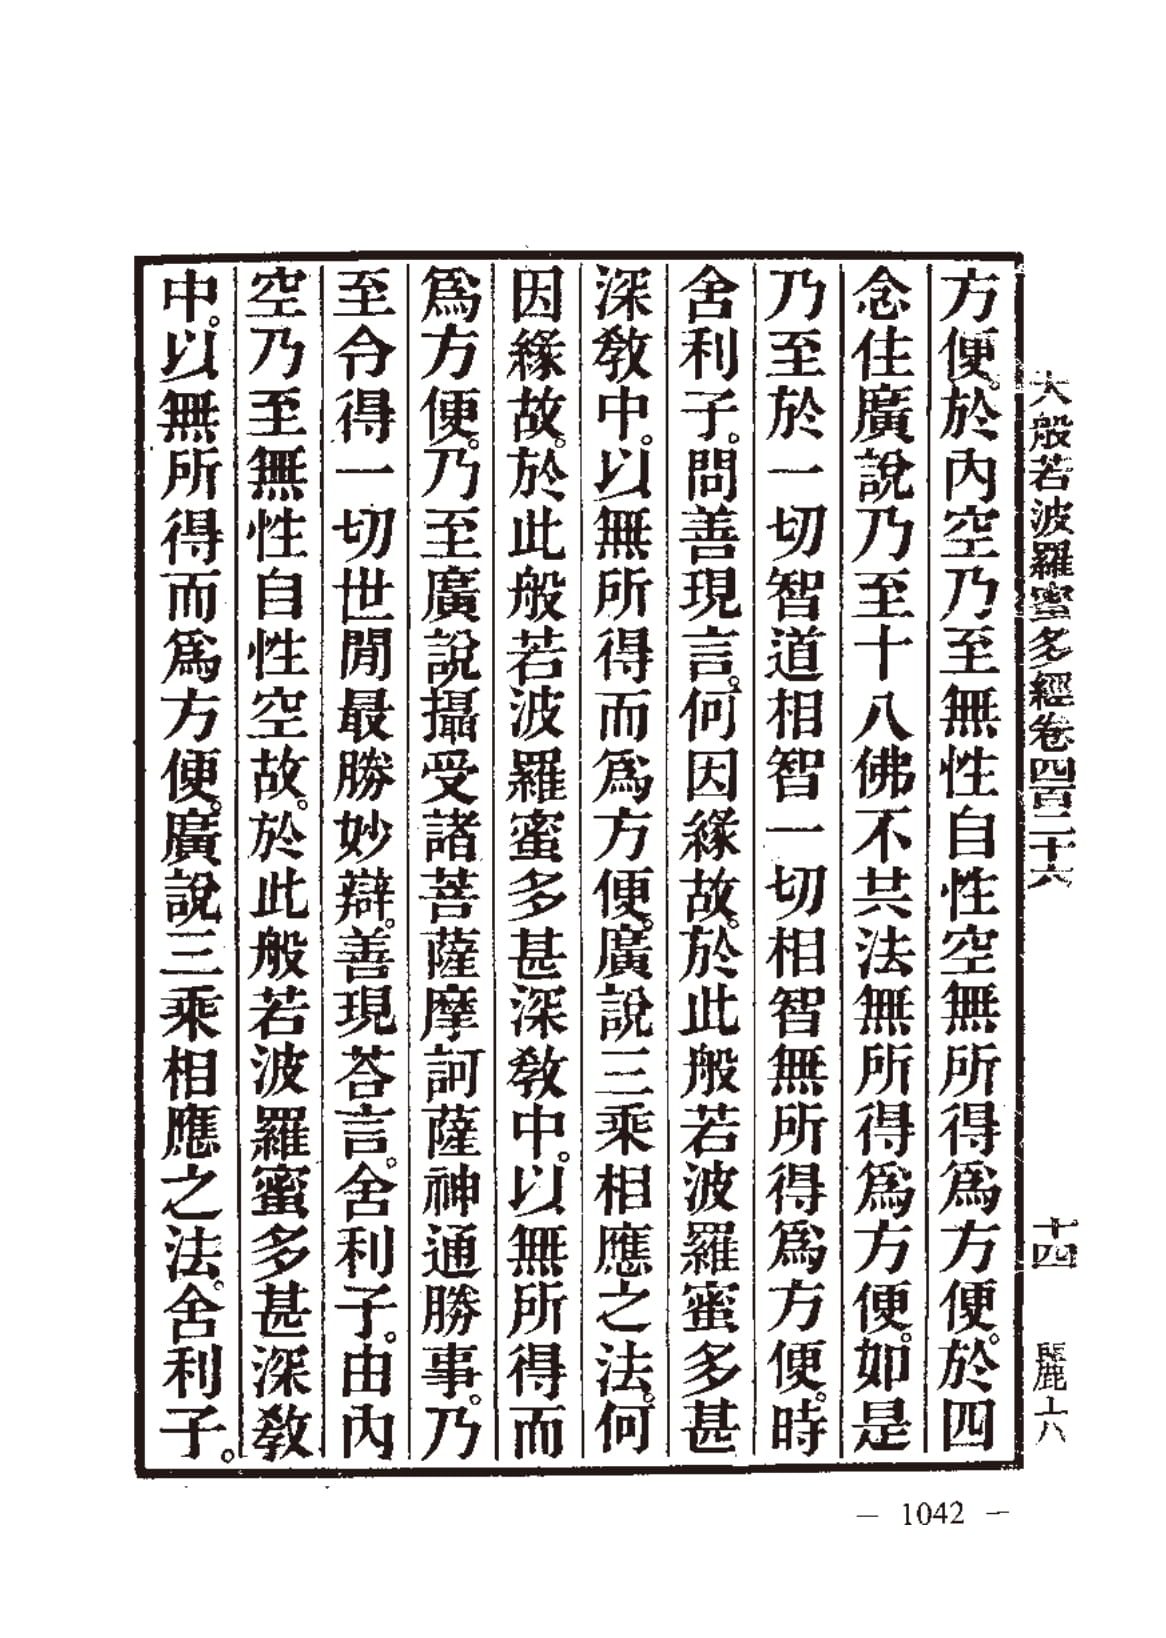 大般若波羅蜜多經卷四百二十六　十四　麗十六
方便。於內空乃至無性自性空無所得爲方便。於四
念住廣說乃至十八佛不共法無所得爲方便。如是
乃至於一切智道相智一切相智無所得爲方便。時
舍利子。問善現言。何因緣故。於此般若波羅蜜多甚
深教中。以無所得而爲方便。廣說三乘相應之法。何
因緣故。於此般若波羅蜜多甚深教中。以無所得而
爲方便。乃至廣說攝受諸菩薩摩訶薩神通勝事。乃
至令得一切世閒最勝妙辯。善現荅言。舍利子。由內
空乃至無性自性空故。於此般若波羅蜜多甚深教
中。以無所得而爲方便。廣說三乘相應之法。舍利子。
— 1042 —